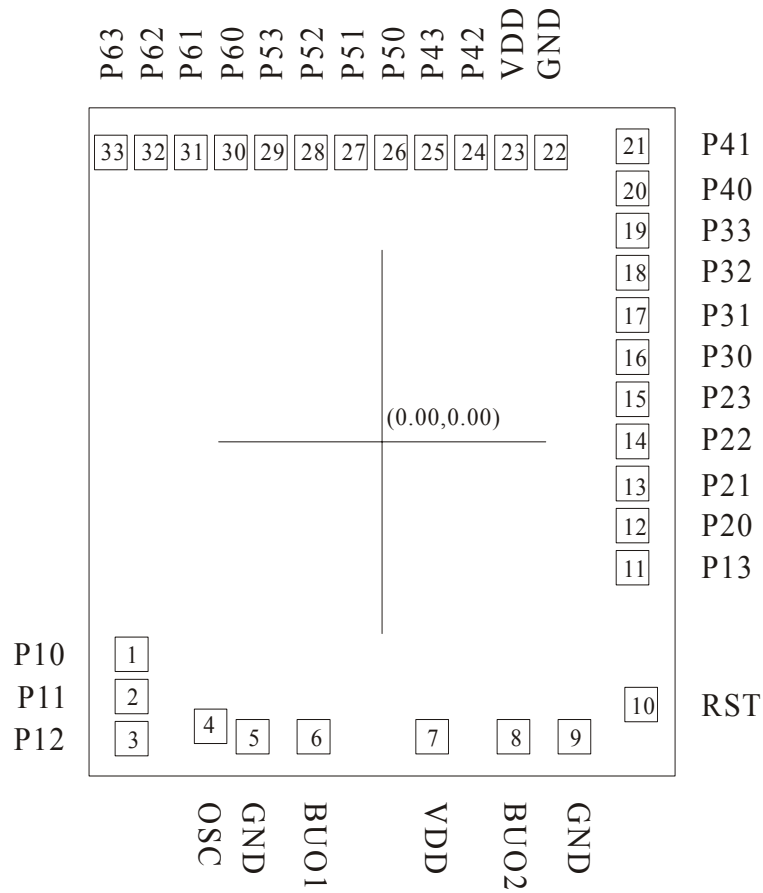 P63 P62 P61 P60 P53 P52 P51 P50 P43 P42 VDD GND
33 32 31 30 29 28 27 26 25 24 23 22
21 P41
20 P40
19 P33
18 P32
17 P31
16 P30
15 P23
(0.00,0.00)
14 P22
13 P21
12 P20
11 P13
P10 1
P11 2
10 RST
P12 3
4 5 6 7 8 9
OSC GND BUO1 VDD BUO2 GND